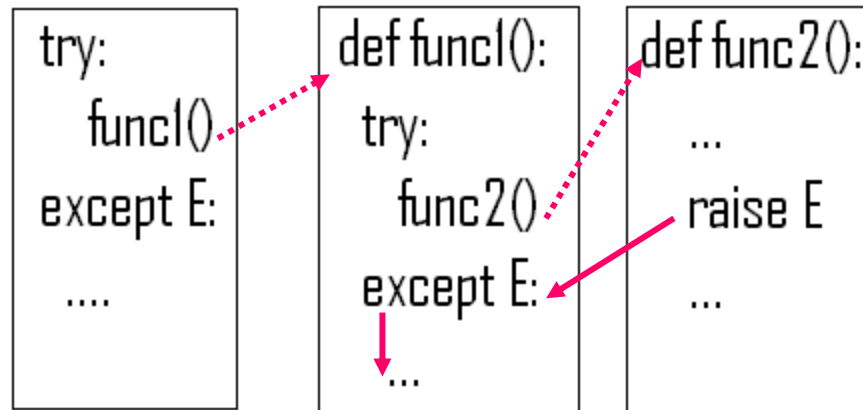 try:
func1()
except E:
....
def func1():
try:
func2()
except E:
...
def func2():
...
raise E
...